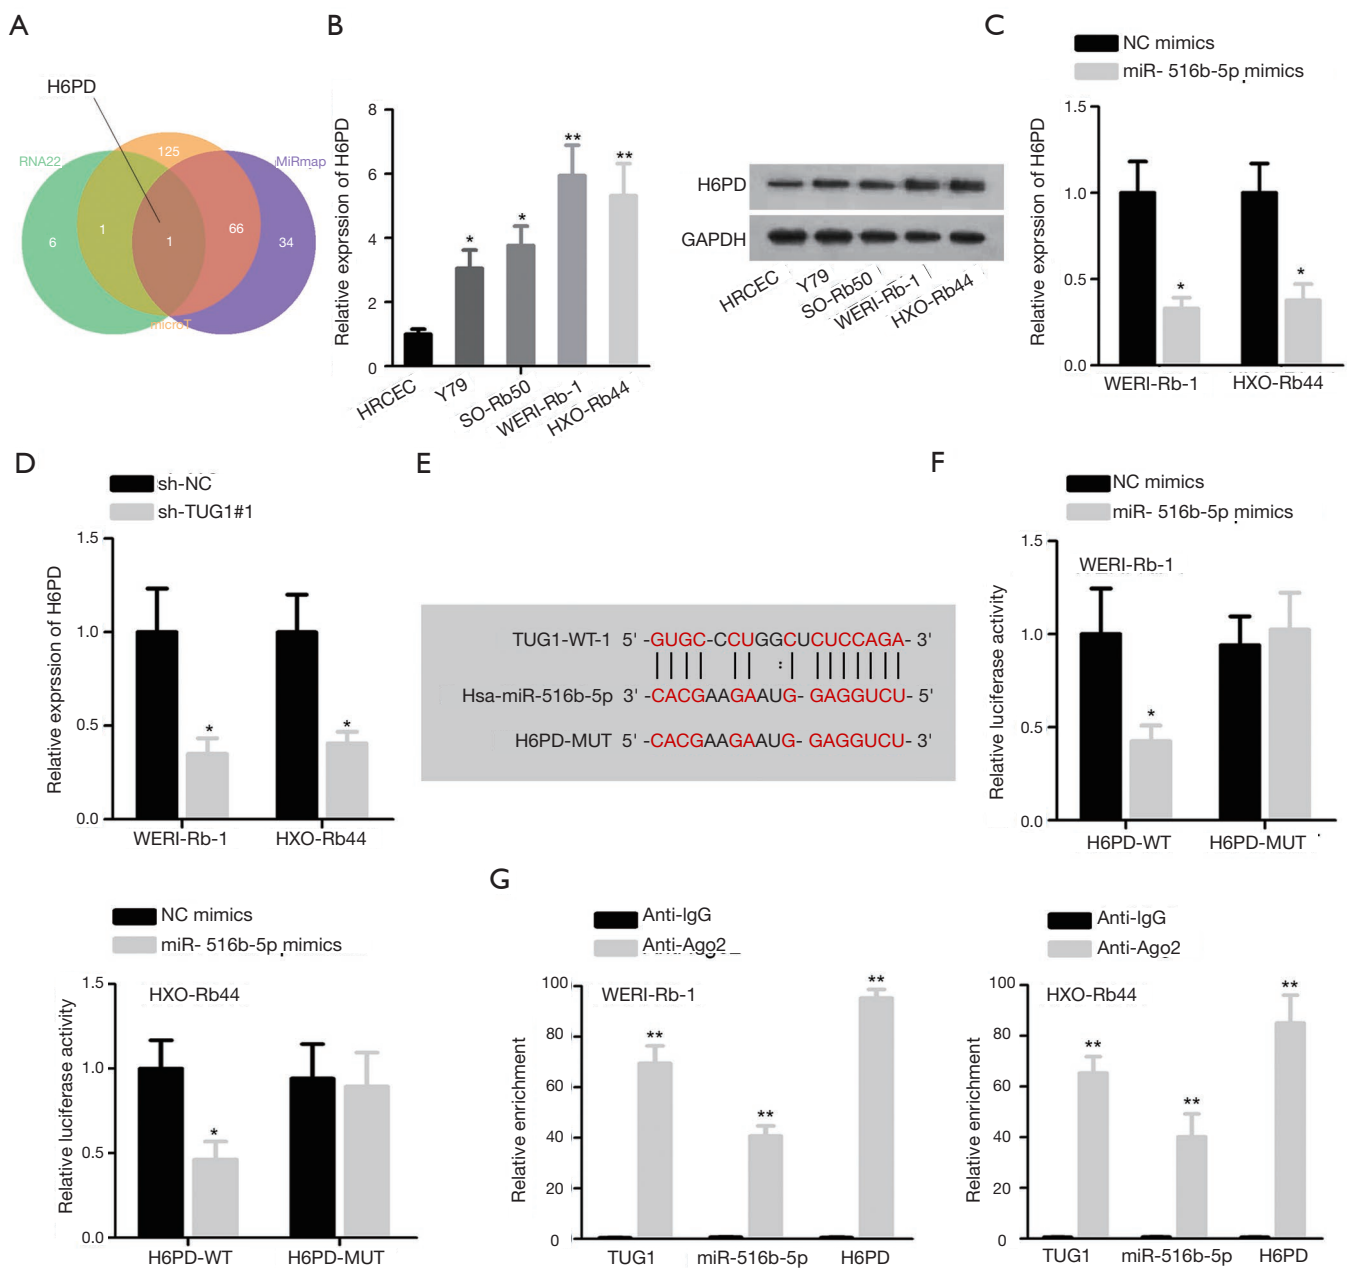 A
H6PD
RNA22
125
MiRmap
6
1
1
66
34
microT
B
Relative exprssion of H6PD
8
6
4
2
0
*
*
**
**
HRCEC
Y79
SO-Rb50
WERI-Rb-1
HXO-Rb44
H6PD
GAPDH
HRCEC
Y79
SO-Rb50
WERI-Rb-1
HXO-Rb44
C
NC mimics
miR- 516b-5p mimics
Relative exprssion of H6PD
1.5
1.0
0.5
0.0
*
*
WERI-Rb-1
HXO-Rb44
D
sh-NC
sh-TUG1#1
Relative exprssion of H6PD
1.5
1.0
0.5
0.0
*
*
WERI-Rb-1
HXO-Rb44
E
TUG1-WT-1 5' -GUGC-CCUGGCUCUCCAGA- 3'
:
Hsa-miR-516b-5p 3' -CACGAAGAAUG- GAGGUCU- 5'
H6PD-MUT 5' -CACGAAGAAUG- GAGGUCU- 3'
F
NC mimics
miR- 516b-5p mimics
Relative luciferase activity
1.5
1.0
0.5
0.0
WERI-Rb-1
*
H6PD-WT
H6PD-MUT
NC mimics
miR- 516b-5p mimics
Relative luciferase activity
1.5
1.0
0.5
0.0
HXO-Rb44
*
H6PD-WT
H6PD-MUT
G
Anti-IgG
Anti-Ago2
Relative enrichment
100
80
60
40
20
0
WERI-Rb-1
**
**
**
TUG1
miR-516b-5p
H6PD
Anti-IgG
Anti-Ago2
Relative enrichment
100
80
60
40
20
0
HXO-Rb44
**
**
**
TUG1
miR-516b-5p
H6PD